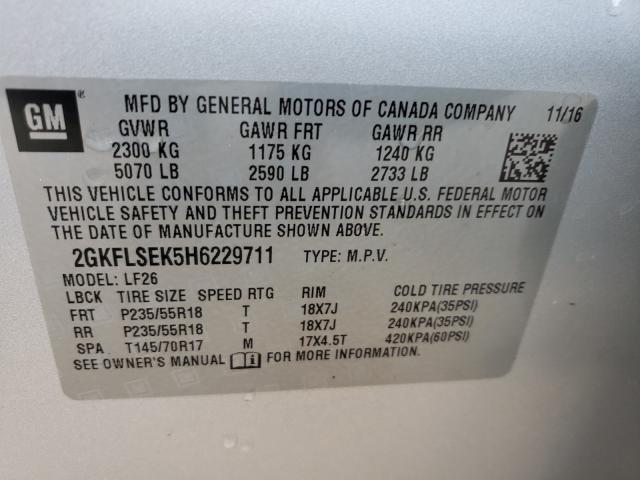 GM
MFD BY GENERAL MOTORS OF CANADA COMPANY 11/16
GVWR GAWR FRT GAWR RR
2300 KG 1175 KG 1240 KG
5070 LB 2590 LB 2733 LB
THIS VEHICLE CONFORMS TO ALL APPLICABLE U.S. FEDERAL MOTOR
VEHICLE SAFETY AND THEFT PREVENTION STANDARDS IN EFFECT ON
THE DATE OF MANUFACTURE SHOWN ABOVE.
2GKFLSEK5H6229711 TYPE: M.P.V.
MODEL: LF26
LBCK TIRE SIZE SPEED RTG RIM COLD TIRE PRESSURE
FRT P235/55R18 T 18X7J 240KPA(35PSI)
RR P235/55R18 T 18X7J 240KPA(35PSI)
SPA T145/70R17 M 17X4.5T 420KPA(60PSI)
SEE OWNER'S MANUAL FOR MORE INFORMATION.